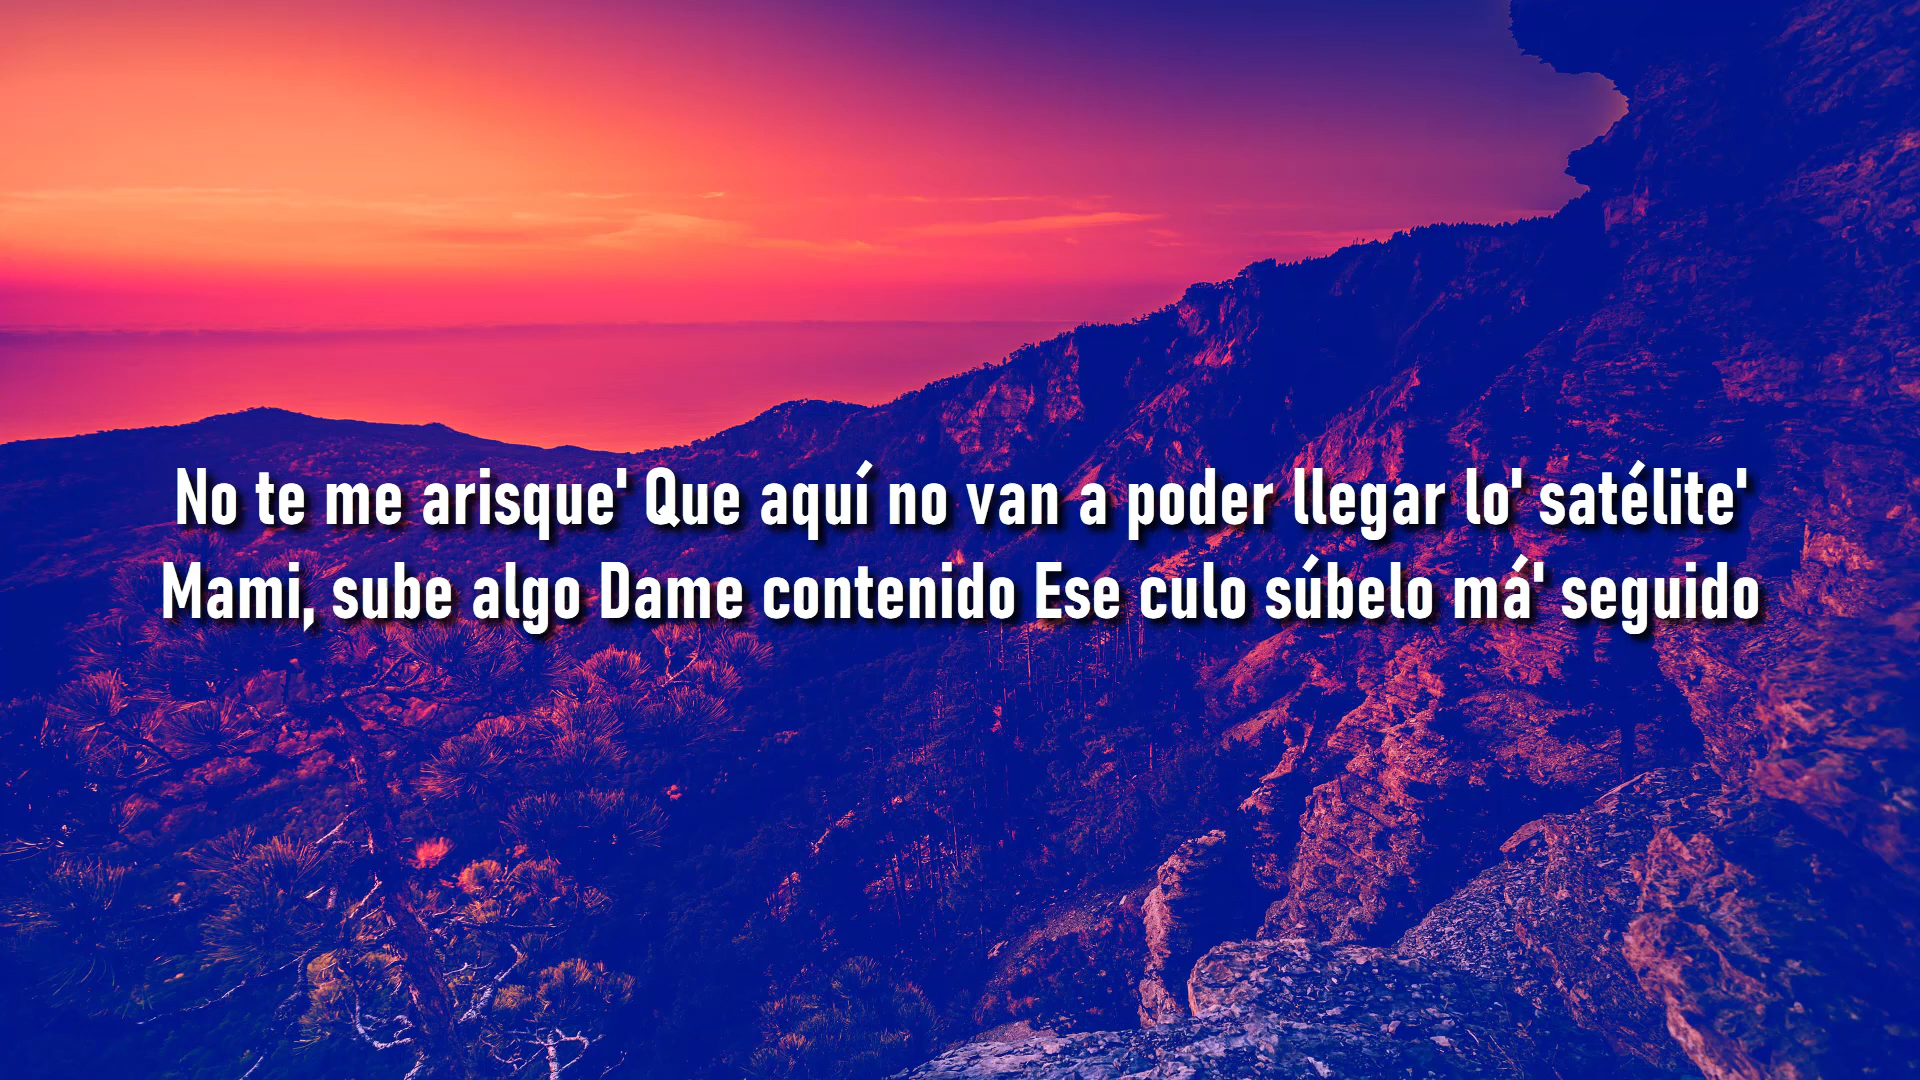 No te me arisque' Que aquí no van a poder llegar lo' satélite'
Mami, sube algo Dame contenido Ese culo súbelo má' seguido